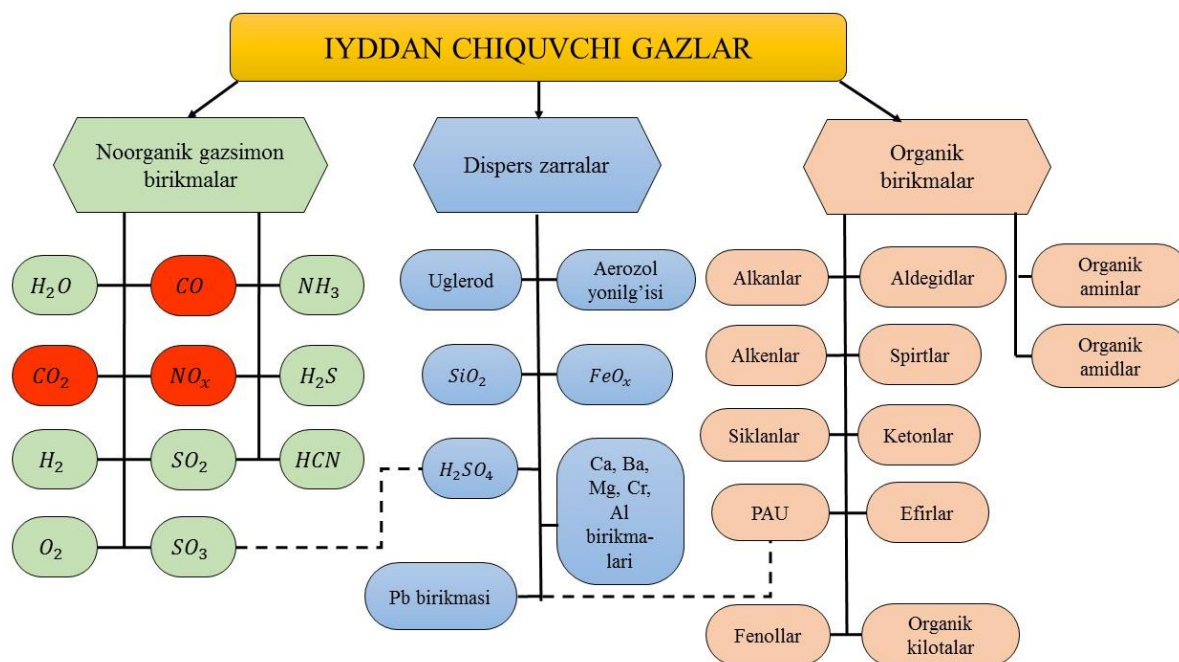 IYDDAN CHIQUVCHI GAZLAR
Noorganik gazsimon
birikmalar
Dispers zarralar
Organik
birikmalar
H₂O
CO
NH₃
CO₂
NOₓ
H₂S
H₂
SO₂
HCN
O₂
SO₃
Uglerod
Aerozol
yonilg’isi
SiO₂
FeOₓ
H₂SO₄
Ca, Ba,
Mg, Cr,
Al
birikma-
lari
Pb birikmasi
Alkanlar
Aldegidlar
Alkenlar
Spirtlar
Siklanlar
Ketonlar
PAU
Efirlar
Fenollar
Organik
kilotalar
Organik
aminlar
Organik
amidlar